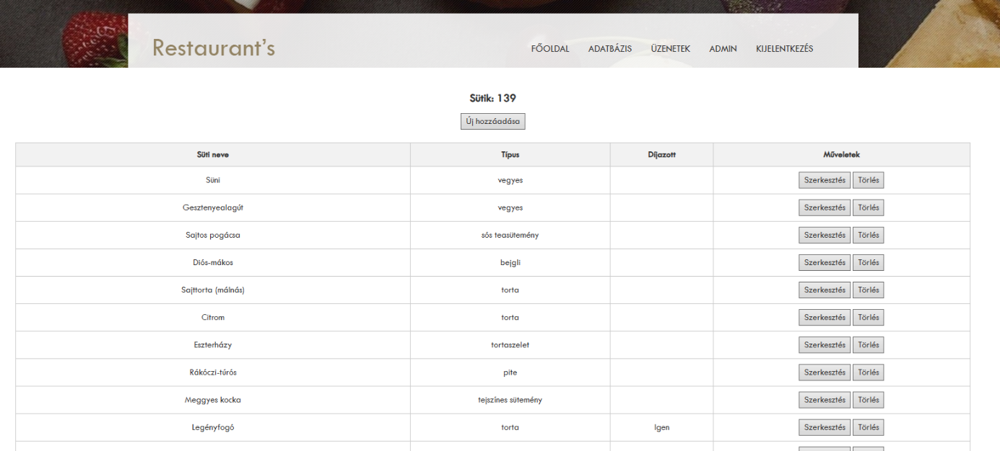 Restaurant's
FŐOLDAL ADATBÁZIS ÜZENETEK ADMIN KIJELENTKEZÉS
Sütik: 139
Új hozzáadása
Süti neve Típus Díjazott Műveletek
Süni vegyes Szerkesztés Törlés
Gesztenyealagút vegyes Szerkesztés Törlés
Sajtos pogácsa sós teasütemény Szerkesztés Törlés
Diós-mákos bejgli Szerkesztés Törlés
Sajttorta (málnás) torta Szerkesztés Törlés
Citrom torta Szerkesztés Törlés
Eszterházy tortaszelet Szerkesztés Törlés
Rákóczi-túrós pite Szerkesztés Törlés
Meggyes kocka tejszínes sütemény Szerkesztés Törlés
Legényfogó torta Igen Szerkesztés Törlés